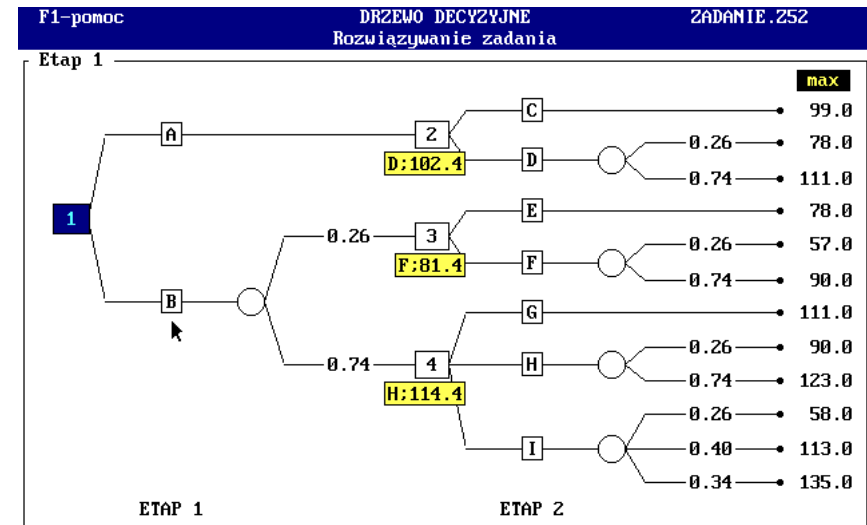 F1-pomoc DRZEWO DECYZYJNE ZADANIE.Z52
Rozwiązywanie zadania
Etap 1
max
C 99.0
A 2 0.26 78.0
D;102.4 D
0.74 111.0
1 E 78.0
0.26 3 0.26 57.0
F;81.4 F
0.74 90.0
B G 111.0
0.26 90.0
0.74 4 H
0.74 123.0
H;114.4
0.26 58.0
I 0.40 113.0
0.34 135.0
ETAP 1 ETAP 2